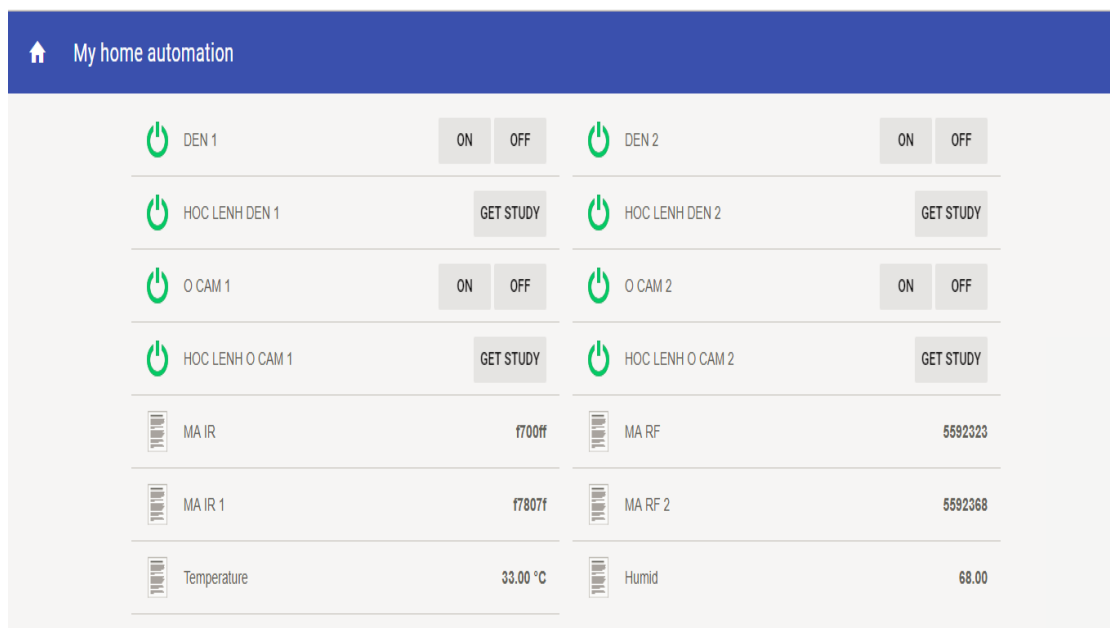 My home automation
DEN 1 ON OFF DEN 2 ON OFF
HOC LENH DEN 1 GET STUDY HOC LENH DEN 2 GET STUDY
O CAM 1 ON OFF O CAM 2 ON OFF
HOC LENH O CAM 1 GET STUDY HOC LENH O CAM 2 GET STUDY
MA IR f700ff MA RF 5592323
MA IR 1 f7807f MA RF 2 5592368
Temperature 33.00 °C Humid 68.00